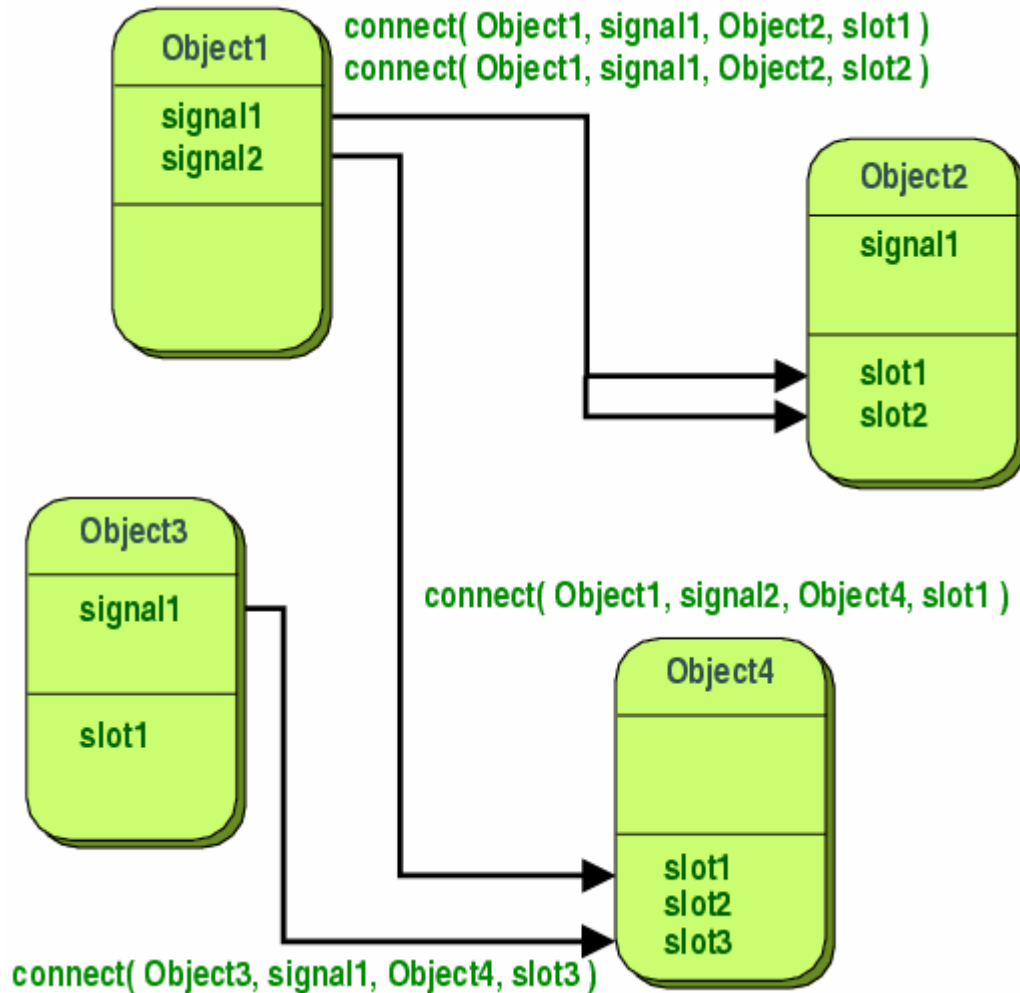 connect( Object1, signal1, Object2, slot1 )
connect( Object1, signal1, Object2, slot2 )
Object1
signal1
signal2
Object2
signal1
slot1
slot2
Object3
signal1
slot1
connect( Object1, signal2, Object4, slot1 )
Object4
slot1
slot2
slot3
connect( Object3, signal1, Object4, slot3 )